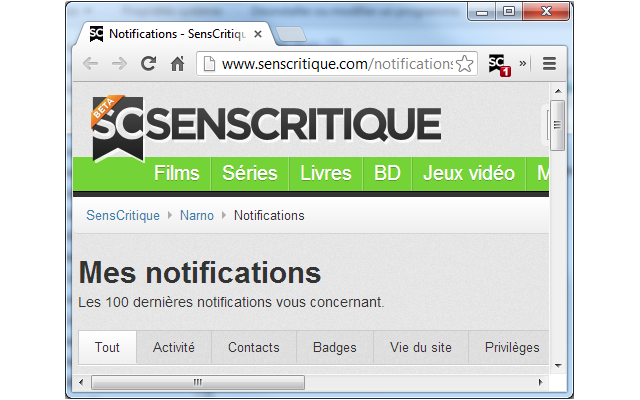 Notifications - SensCritiqu
www.senscritique.com/notifications
SC 1 »
BETA
SC SENSCRITIQUE
Films Séries Livres BD Jeux vidéo M
SensCritique Narno Notifications
Mes notifications
Les 100 dernières notifications vous concernant.
Tout Activité Contacts Badges Vie du site Privilèges